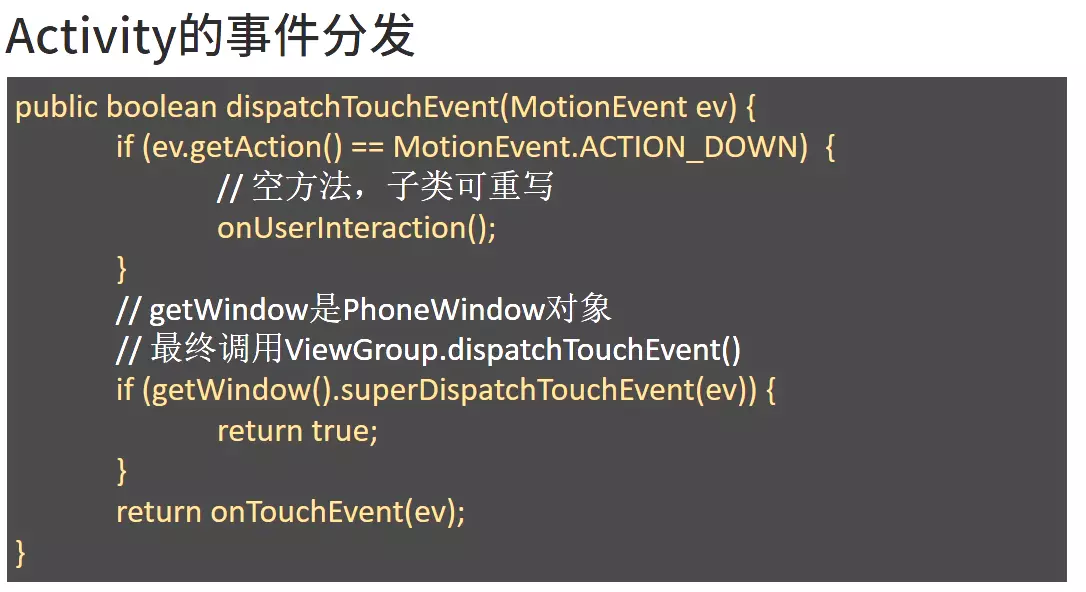 Activity的事件分发
public boolean dispatchTouchEvent(MotionEvent ev) {
if (ev.getAction() == MotionEvent.ACTION_DOWN) {
// 空方法，子类可重写
onUserInteraction();
}
// getWindow是PhoneWindow对象
// 最终调用ViewGroup.dispatchTouchEvent()
if (getWindow().superDispatchTouchEvent(ev)) {
return true;
}
return onTouchEvent(ev);
}